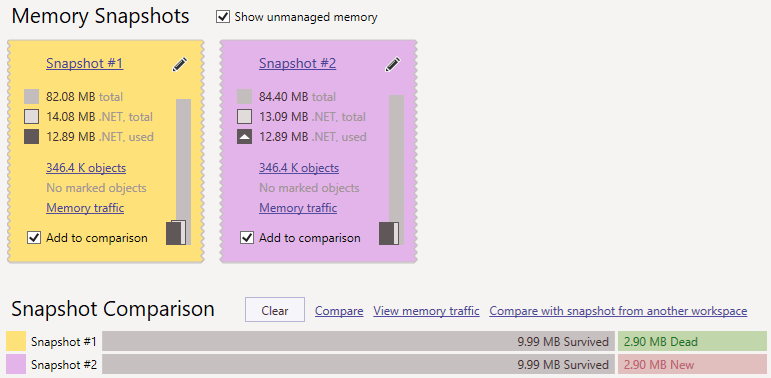 Memory Snapshots
Show unmanaged memory
Snapshot #1
82.08 MB total
14.08 MB .NET, total
12.89 MB .NET, used
346.4 K objects
No marked objects
Memory traffic
Add to comparison
Snapshot #2
84.40 MB total
13.09 MB .NET, total
12.89 MB .NET, used
346.4 K objects
No marked objects
Memory traffic
Add to comparison
Snapshot Comparison
Clear Compare View memory traffic Compare with snapshot from another workspace
Snapshot #1 9.99 MB Survived 2.90 MB Dead
Snapshot #2 9.99 MB Survived 2.90 MB New